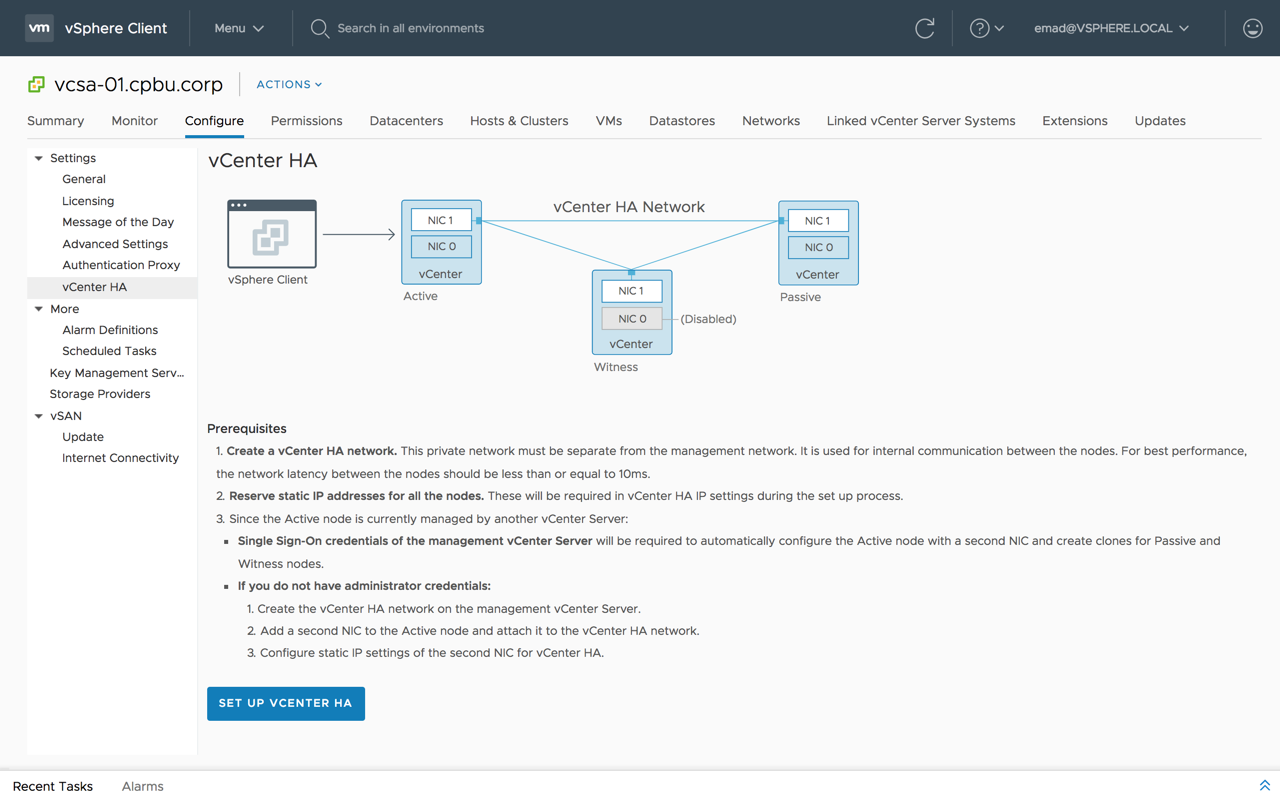 vm vSphere Client Menu Search in all environments ? emad@VSPHERE.LOCAL
vcsa-01.cpbu.corp ACTIONS
Summary Monitor Configure Permissions Datacenters Hosts & Clusters VMs Datastores Networks Linked vCenter Server Systems Extensions Updates
Settings
General
Licensing
Message of the Day
Advanced Settings
Authentication Proxy
vCenter HA
More
Alarm Definitions
Scheduled Tasks
Key Management Serv...
Storage Providers
vSAN
Update
Internet Connectivity
vCenter HA
vSphere Client
NIC 1
NIC 0
vCenter
Active
vCenter HA Network
NIC 1
NIC 0
vCenter
Passive
NIC 1
NIC 0 (Disabled)
vCenter
Witness
Prerequisites
1. Create a vCenter HA network. This private network must be separate from the management network. It is used for internal communication between the nodes. For best performance,
the network latency between the nodes should be less than or equal to 10ms.
2. Reserve static IP addresses for all the nodes. These will be required in vCenter HA IP settings during the set up process.
3. Since the Active node is currently managed by another vCenter Server:
▪ Single Sign-On credentials of the management vCenter Server will be required to automatically configure the Active node with a second NIC and create clones for Passive and
Witness nodes.
▪ If you do not have administrator credentials:
1. Create the vCenter HA network on the management vCenter Server.
2. Add a second NIC to the Active node and attach it to the vCenter HA network.
3. Configure static IP settings of the second NIC for vCenter HA.
SET UP VCENTER HA
Recent Tasks Alarms